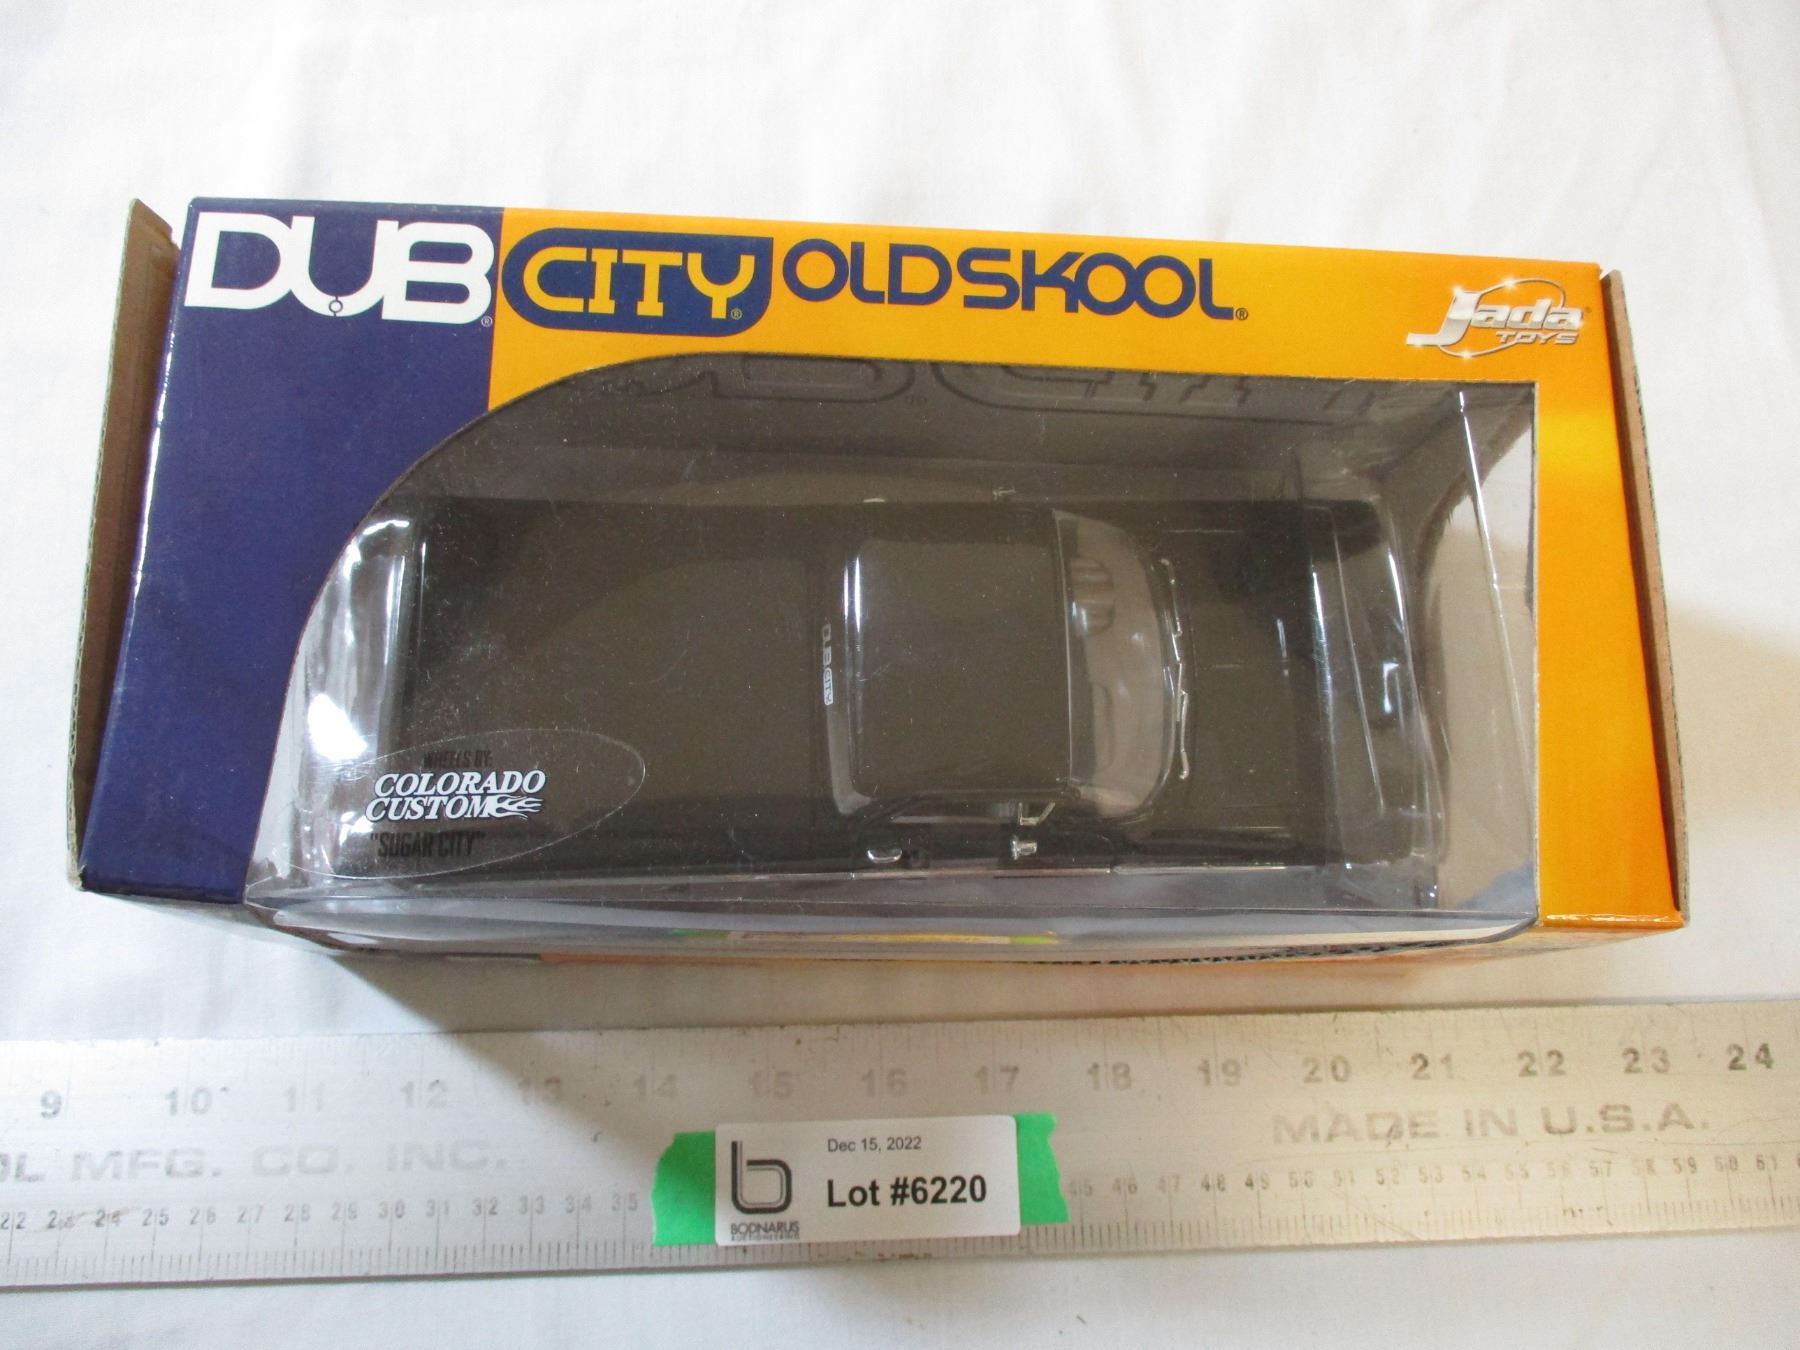 DUB® CITY® OLD SKOOL®
Jada®
TOYS
DUB CITY
WHEELS BY:
COLORADO
CUSTOM
"SUGAR CITY"
9 10 11 12 13 14 15 16 17 18 19 20 21 22 23 24
MFG. CO. INC. MADE IN U.S.A.
Dec 15, 2022
Lot #6220
BODNARUS
AUCTIONEERING
22 23 24 25 26 27 28 29 30 31 32 33 34 35 45 46 47 48 49 50 51 52 53 54 55 56 57 58 59 60 61